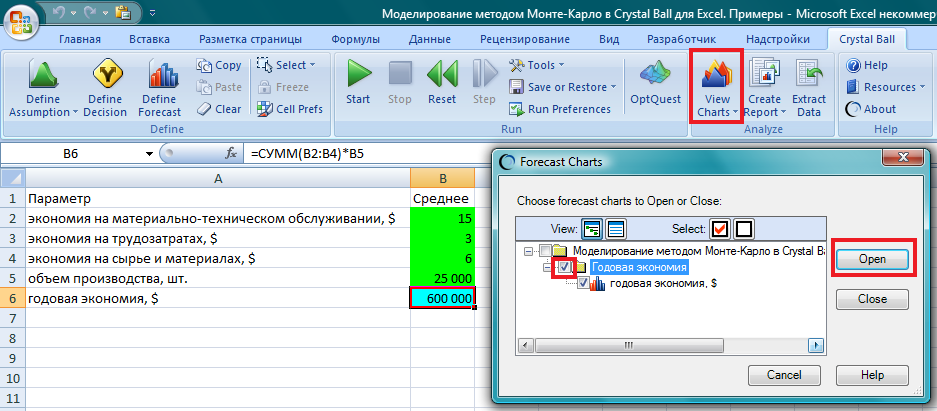 Моделирование методом Монте-Карло в Crystal Ball для Excel. Примеры - Microsoft Excel некоммер
Главная Вставка Разметка страницы Формулы Данные Рецензирование Вид Разработчик Надстройки Crystal Ball
Define Assumption Define Decision Define Forecast Copy Paste Clear Select Freeze Cell Prefs
Start Stop Reset Step Tools Save or Restore Run Preferences OptQuest
View Charts Create Report Extract Data Help Resources About
Define Run Analyze Help
B6 fx =СУММ(B2:B4)*B5
A B
1 Параметр Среднее
2 экономия на материально-техническом обслуживании, $ 15
3 экономия на трудозатратах, $ 3
4 экономия на сырье и материалах, $ 6
5 объем производства, шт. 25 000
6 годовая экономия, $ 600 000
7
8
9
10
11
Forecast Charts
Choose forecast charts to Open or Close:
View: Select:
Моделирование методом Монте-Карло в Crystal Ba
Годовая экономия
годовая экономия, $
Open
Close
Cancel Help